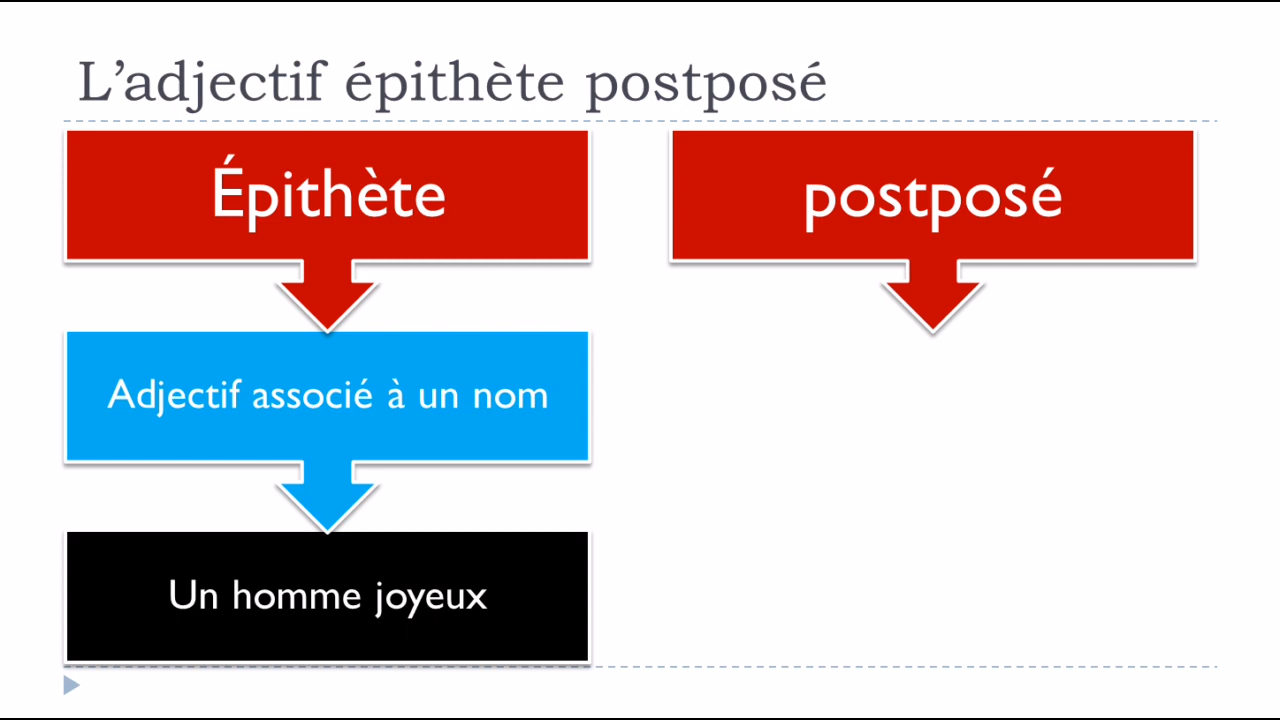 L’adjectif épithète postposé
Épithète
postposé
Adjectif associé à un nom
Un homme joyeux